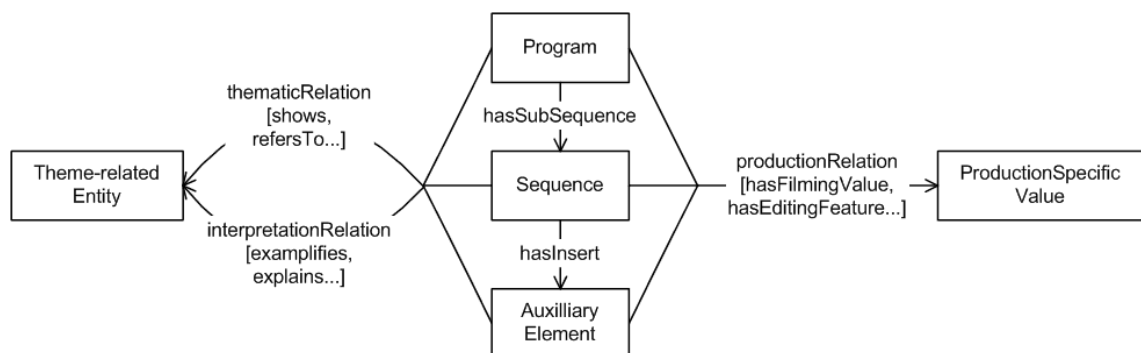 Program
thematicRelation
[shows,
refersTo...]
hasSubSequence
Theme-related
Entity
Sequence
productionRelation
[hasFilmingValue,
hasEditingFeature...]
ProductionSpecific
Value
interpretationRelation
[examplifies,
explains...]
hasInsert
Auxilliary
Element